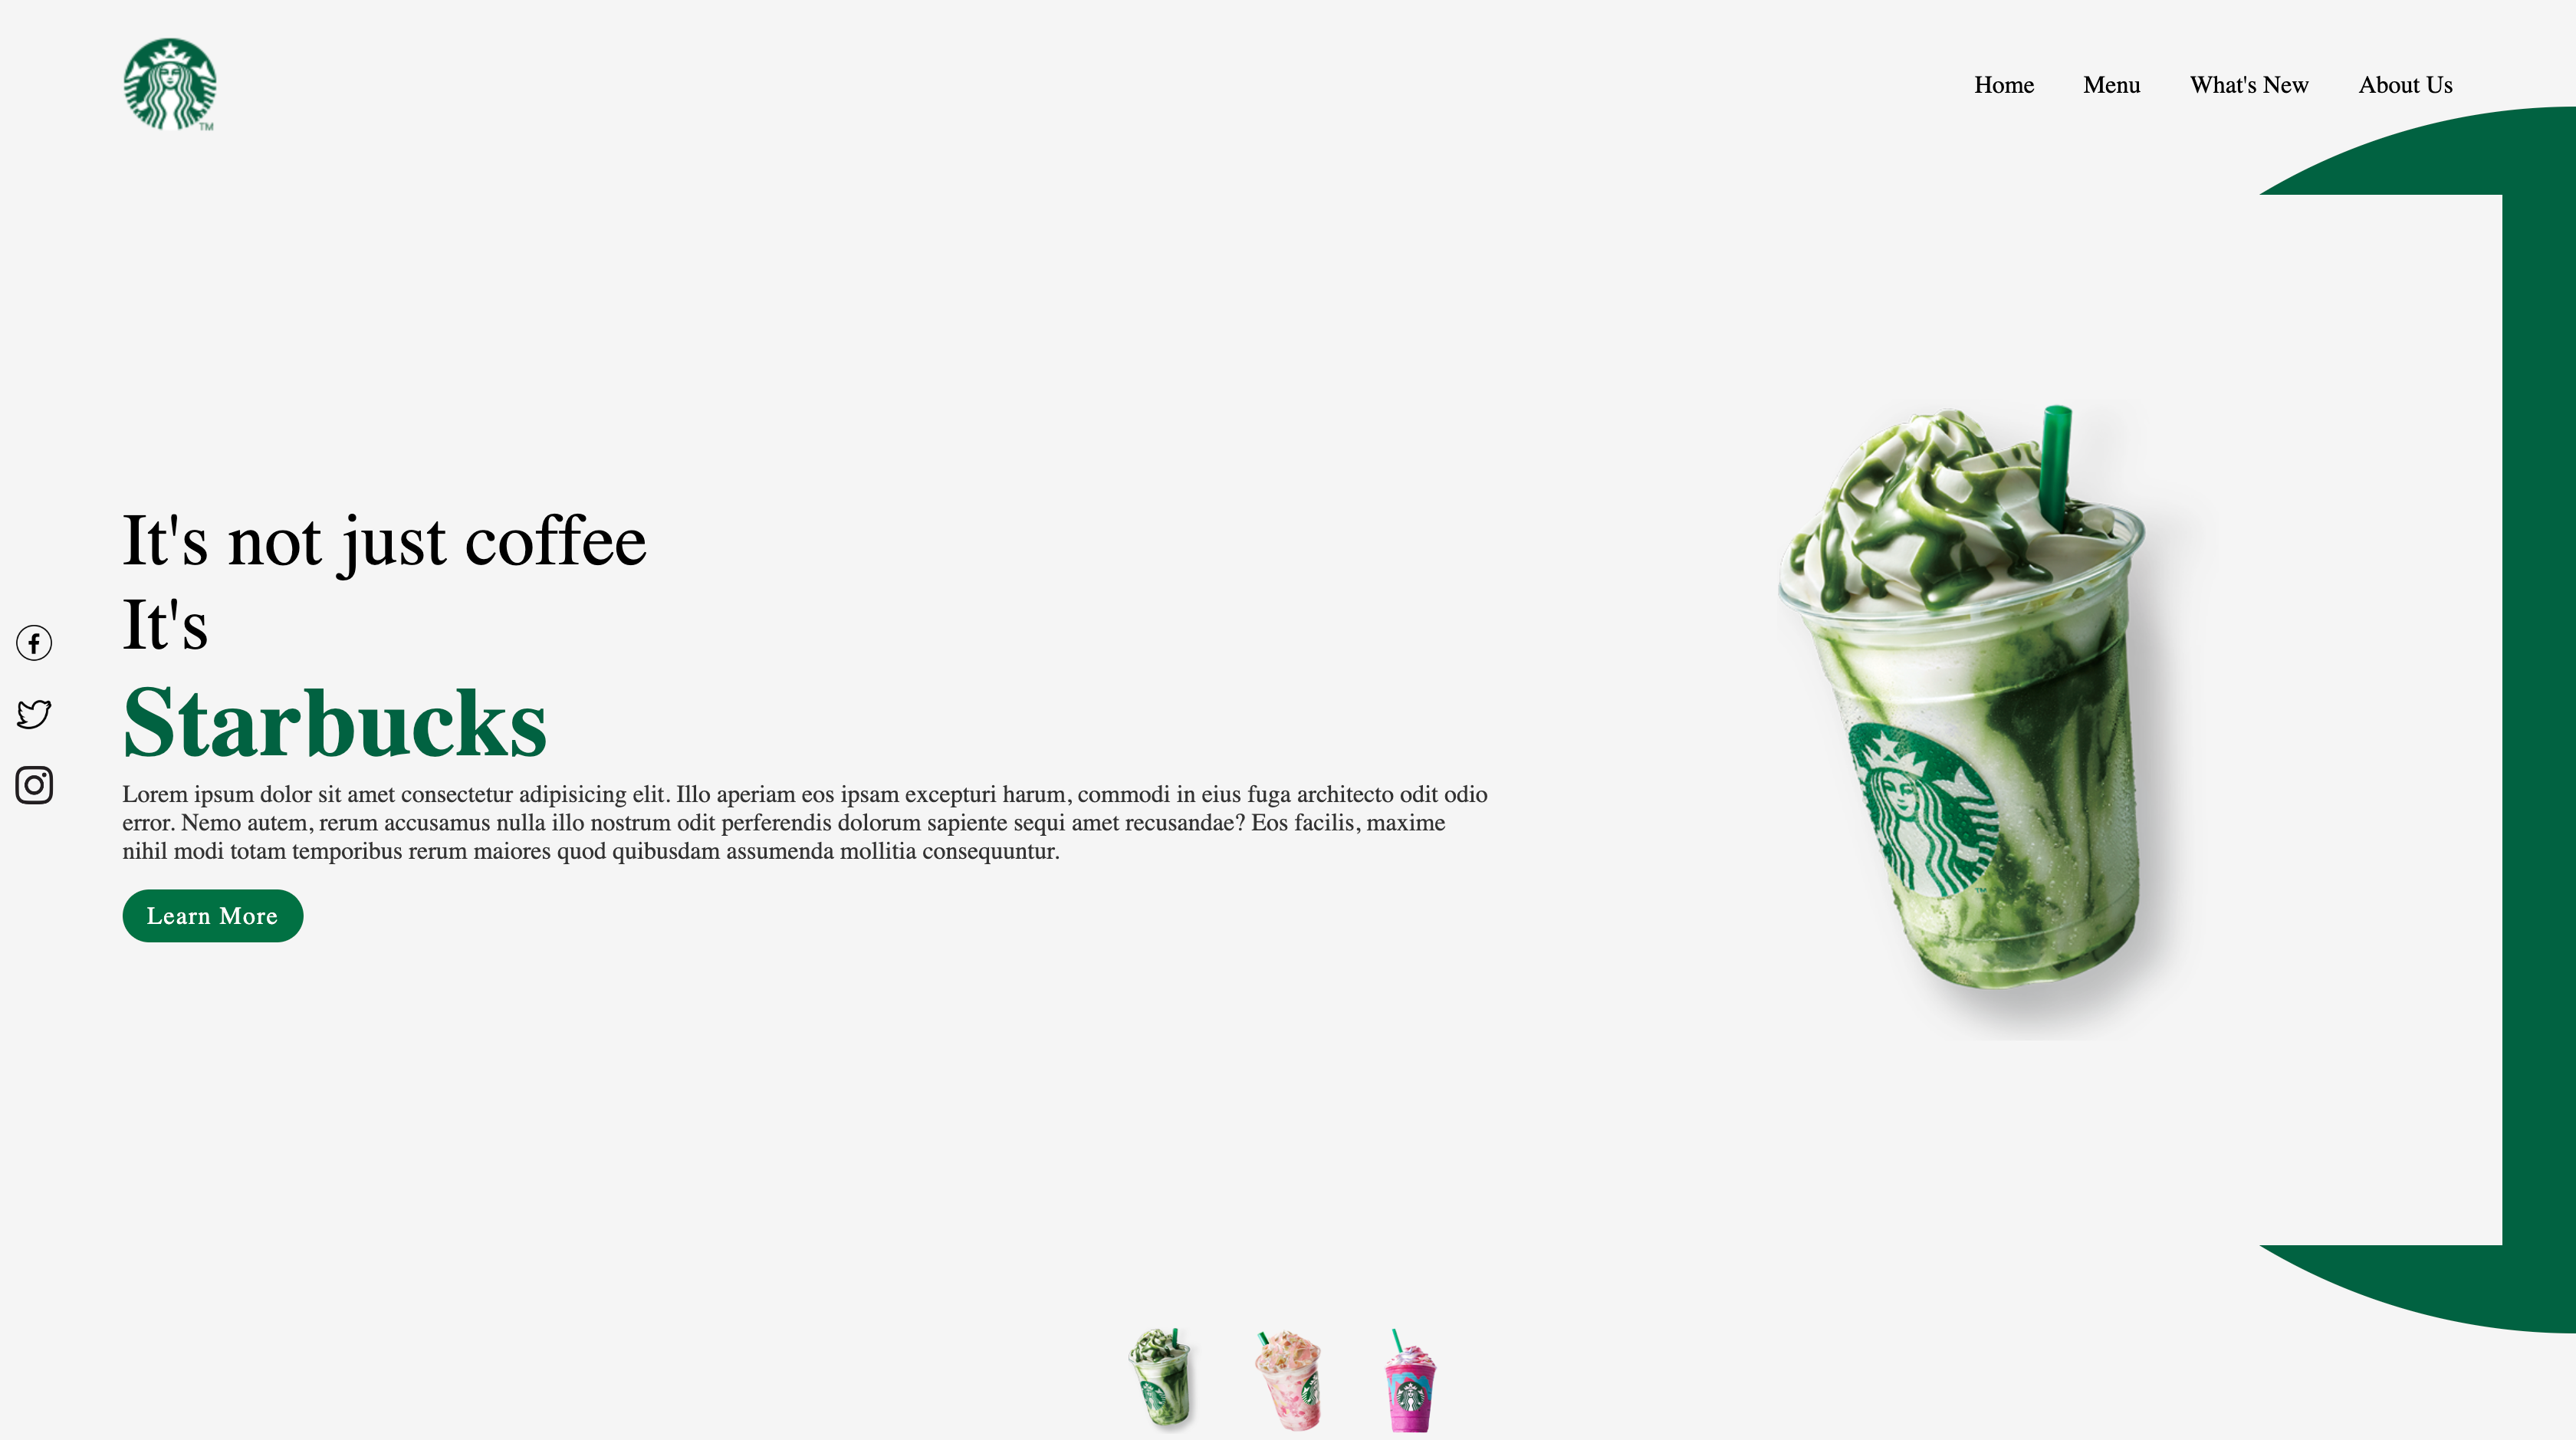 TM
Home Menu What's New About Us
It's not just coffee
It's
Starbucks
Lorem ipsum dolor sit amet consectetur adipisicing elit. Illo aperiam eos ipsam excepturi harum, commodi in eius fuga architecto odit odio
error. Nemo autem, rerum accusamus nulla illo nostrum odit perferendis dolorum sapiente sequi amet recusandae? Eos facilis, maxime
nihil modi totam temporibus rerum maiores quod quibusdam assumenda mollitia consequuntur.
Learn More
TM